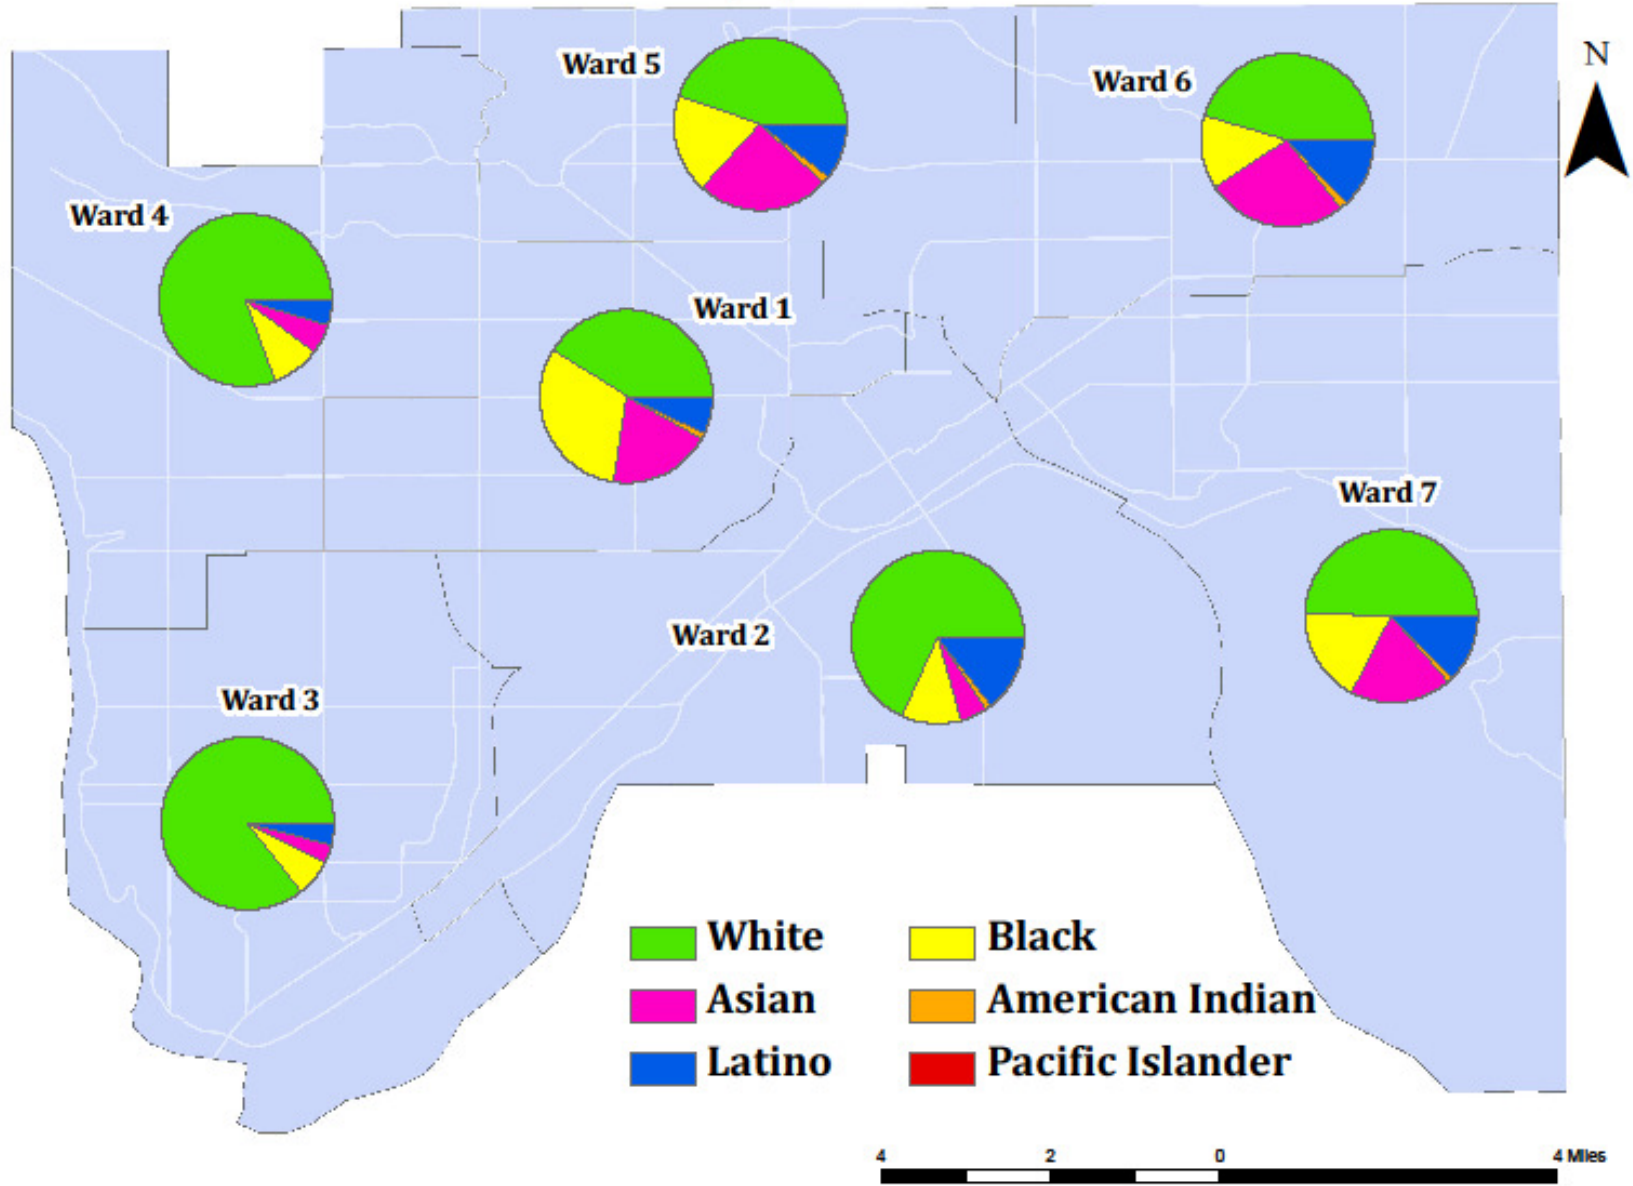 Ward 5
Ward 6
N
Ward 4
Ward 1
Ward 7
Ward 2
Ward 3
White
Black
Asian
American Indian
Latino
Pacific Islander
4 2 0 4 Miles